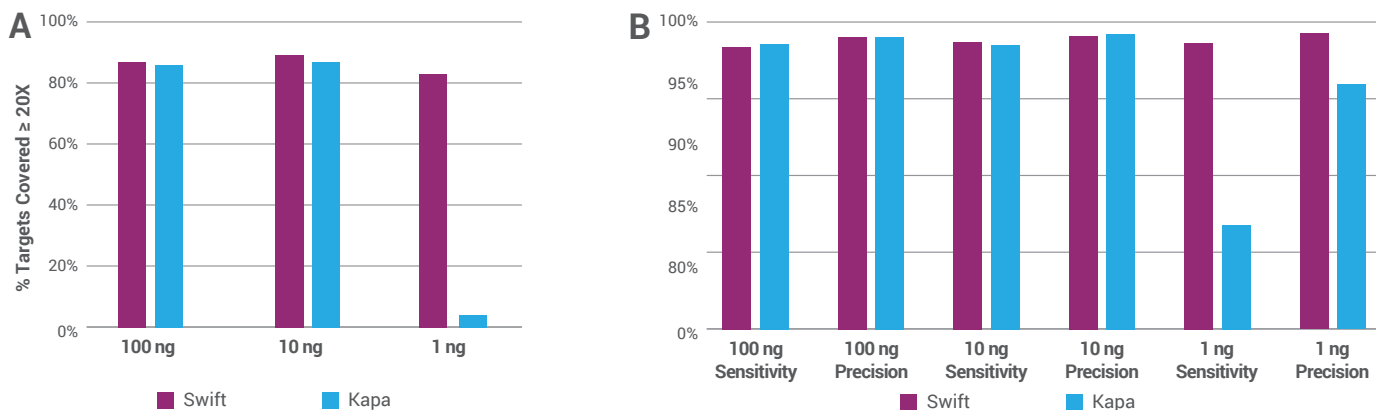 A
% Targets Covered ≥ 20X
100%
80%
60%
40%
20%
0%
100 ng
10 ng
1 ng
Swift
Kapa
B
100%
95%
90%
85%
80%
0%
100 ng
Sensitivity
100 ng
Precision
10 ng
Sensitivity
10 ng
Precision
1 ng
Sensitivity
1 ng
Precision
Swift
Kapa